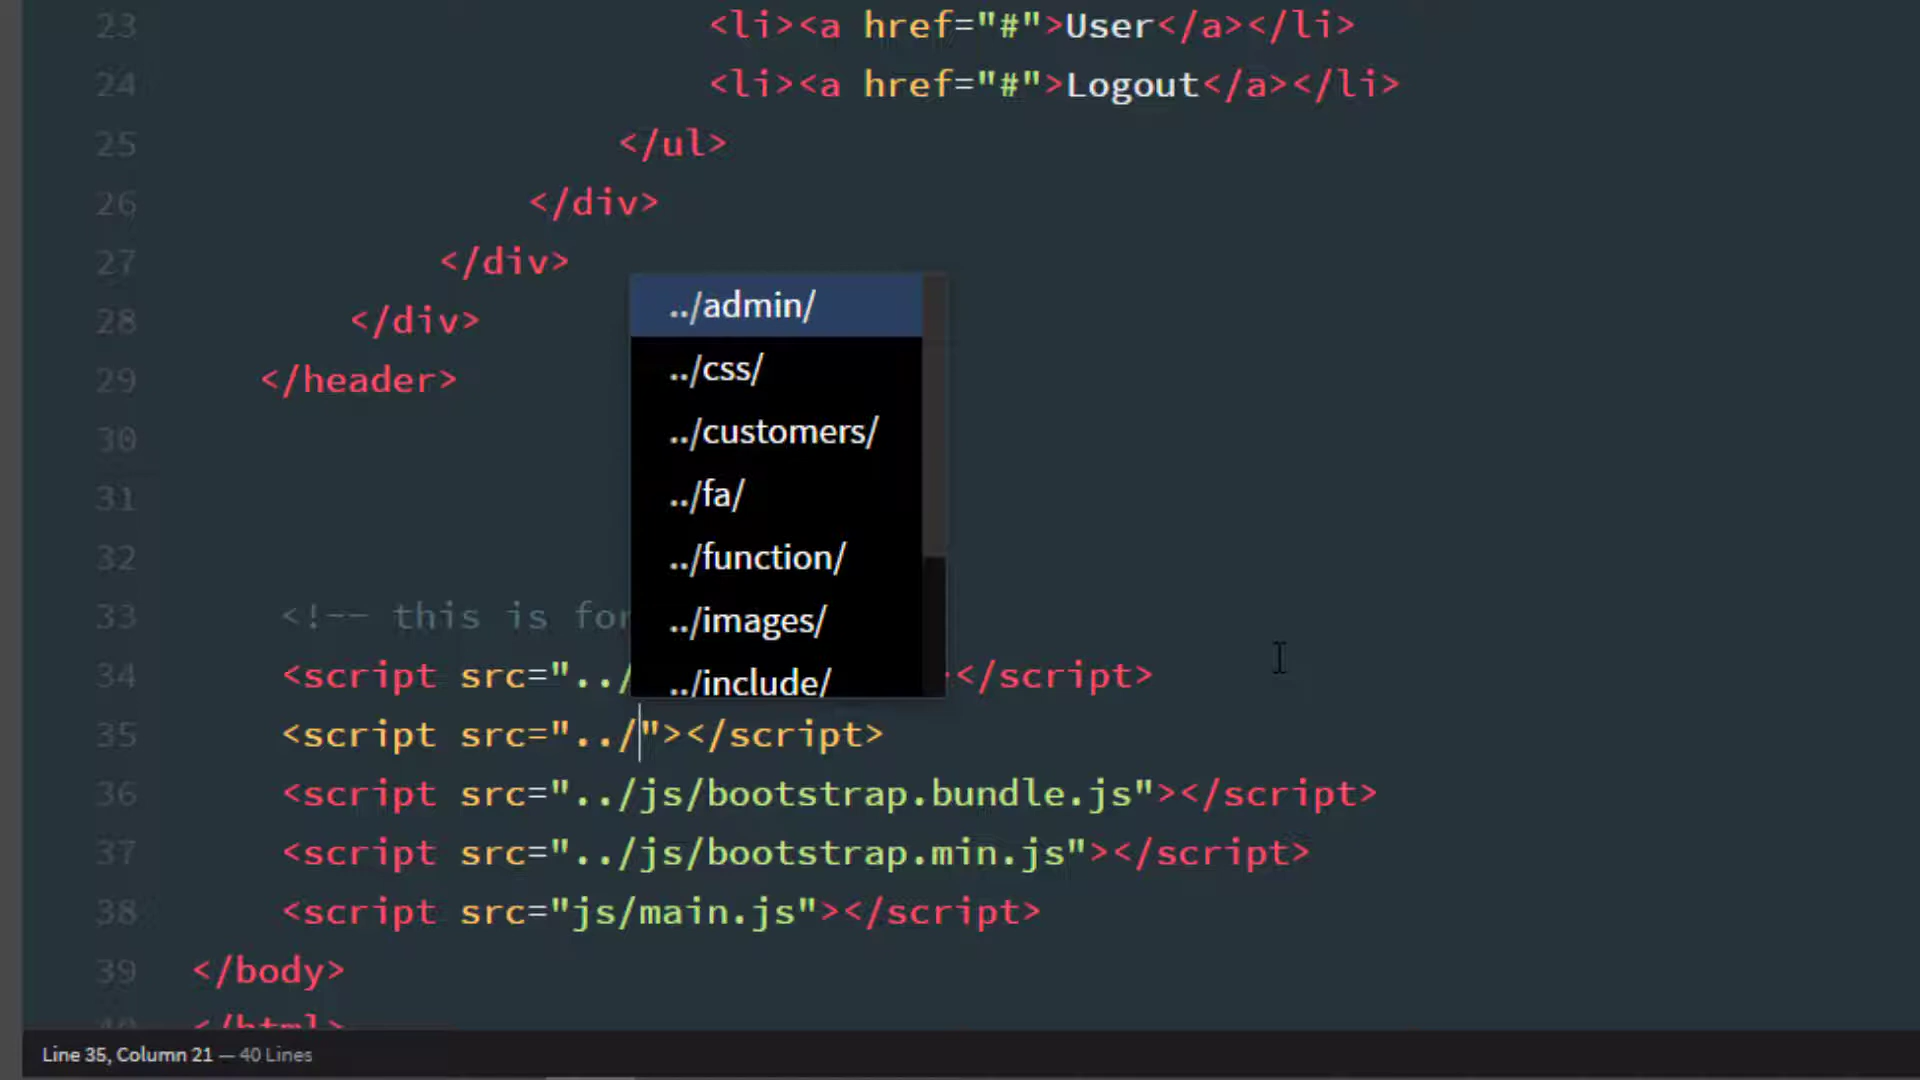 23 <li><a href="#">User</a></li>
24 <li><a href="#">Logout</a></li>
25 </ul>
26 </div>
27 </div>
28 </div>
29 </header>
30
31
32
33 <!-- this is for
34 <script src="../ </script>
35 <script src="../"></script>
36 <script src="../js/bootstrap.bundle.js"></script>
37 <script src="../js/bootstrap.min.js"></script>
38 <script src="js/main.js"></script>
39 </body>
40 </html>
../admin/
../css/
../customers/
../fa/
../function/
../images/
../include/
Line 35, Column 21 — 40 Lines